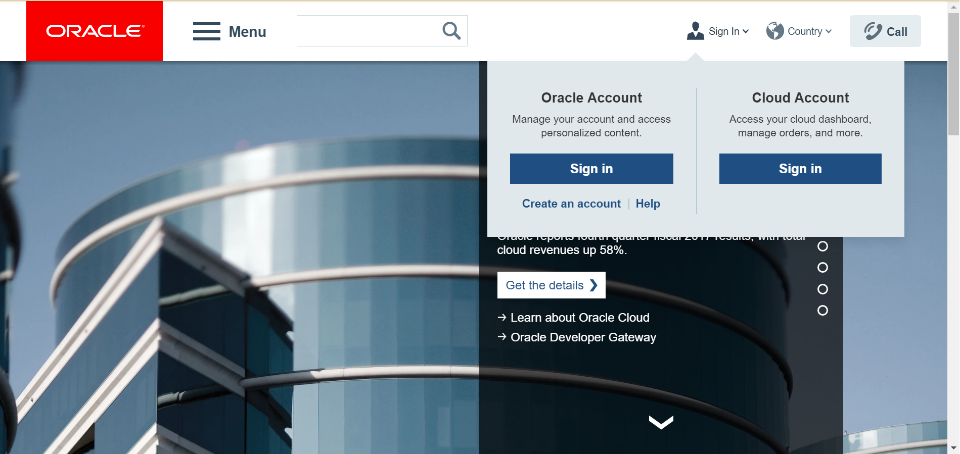 ORACLE
Menu
Sign In
Country
Call
Oracle Account
Manage your account and access
personalized content.
Sign in
Create an account | Help
Cloud Account
Access your cloud dashboard,
manage orders, and more.
Sign in
Oracle reports fourth quarter fiscal 2017 results, with total
cloud revenues up 58%.
Get the details
Learn about Oracle Cloud
Oracle Developer Gateway